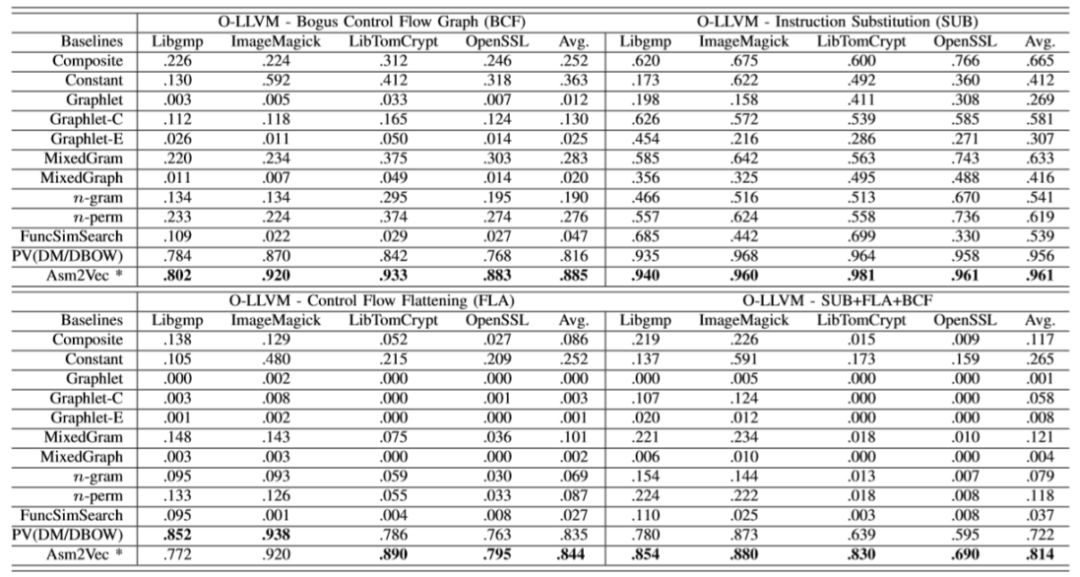 O-LLVM - Bogus Control Flow Graph (BCF) O-LLVM - Instruction Substitution (SUB)
Baselines Libgmp ImageMagick LibTomCrypt OpenSSL Avg. Libgmp ImageMagick LibTomCrypt OpenSSL Avg.
Composite .226 .224 .312 .246 .252 .620 .675 .600 .766 .665
Constant .130 .592 .412 .318 .363 .173 .622 .492 .360 .412
Graphlet .003 .005 .033 .007 .012 .198 .158 .411 .308 .269
Graphlet-C .112 .118 .165 .124 .130 .626 .572 .539 .585 .581
Graphlet-E .026 .011 .050 .014 .025 .454 .216 .286 .271 .307
MixedGram .220 .234 .375 .303 .283 .585 .642 .563 .743 .633
MixedGraph .011 .007 .049 .014 .020 .356 .325 .495 .488 .416
n-gram .134 .134 .295 .195 .190 .466 .516 .513 .670 .541
n-perm .233 .224 .374 .274 .276 .557 .624 .558 .736 .619
FuncSimSearch .109 .022 .029 .027 .047 .685 .442 .699 .330 .539
PV(DM/DBOW) .784 .870 .842 .768 .816 .935 .968 .964 .958 .956
Asm2Vec * .802 .920 .933 .883 .885 .940 .960 .981 .961 .961
O-LLVM - Control Flow Flattening (FLA) O-LLVM - SUB+FLA+BCF
Baselines Libgmp ImageMagick LibTomCrypt OpenSSL Avg. Libgmp ImageMagick LibTomCrypt OpenSSL Avg.
Composite .138 .129 .052 .027 .086 .219 .226 .015 .009 .117
Constant .105 .480 .215 .209 .252 .137 .591 .173 .159 .265
Graphlet .000 .002 .000 .000 .000 .000 .005 .000 .000 .001
Graphlet-C .003 .008 .000 .001 .003 .107 .124 .000 .000 .058
Graphlet-E .001 .002 .000 .000 .001 .020 .012 .000 .000 .008
MixedGram .148 .143 .075 .036 .101 .221 .234 .018 .010 .121
MixedGraph .003 .003 .000 .000 .002 .006 .010 .000 .000 .004
n-gram .095 .093 .059 .030 .069 .154 .144 .013 .007 .079
n-perm .133 .126 .055 .033 .087 .224 .222 .018 .008 .118
FuncSimSearch .095 .001 .004 .008 .027 .110 .025 .003 .008 .037
PV(DM/DBOW) .852 .938 .786 .763 .835 .780 .873 .639 .595 .722
Asm2Vec * .772 .920 .890 .795 .844 .854 .880 .830 .690 .814